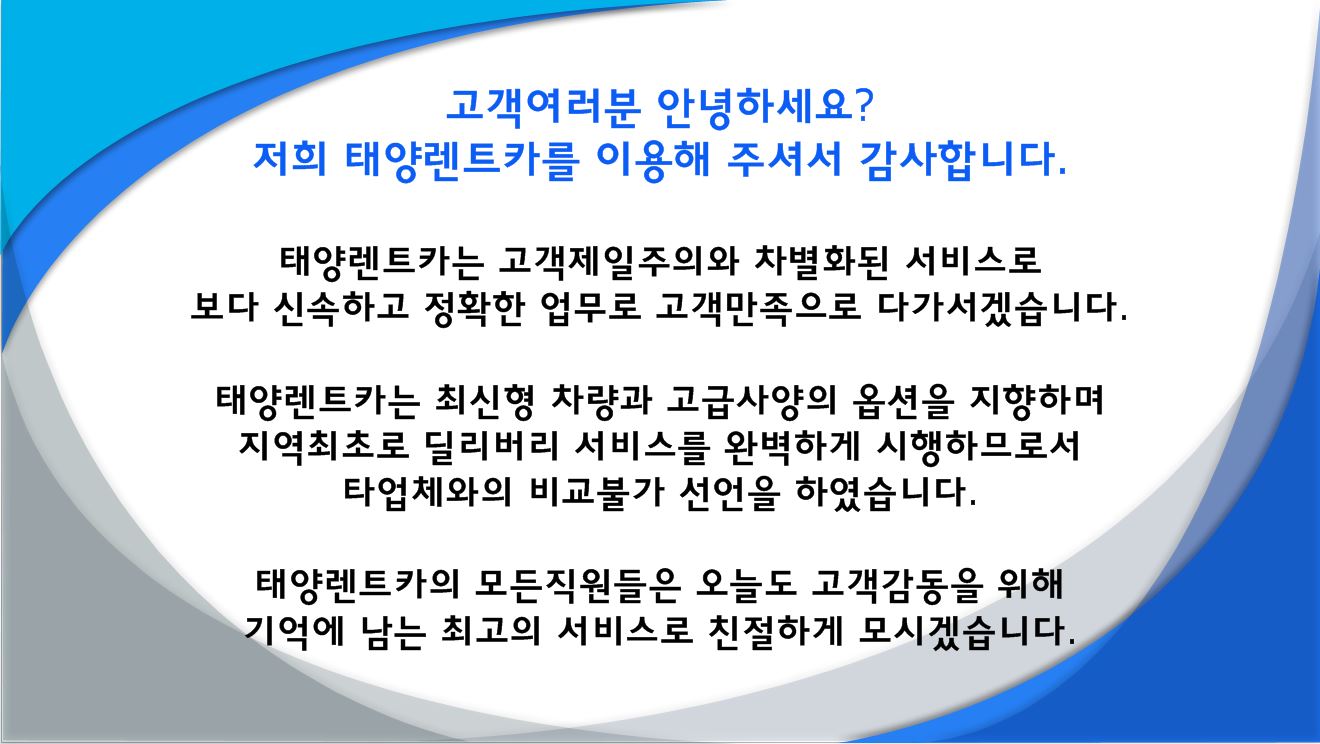 고객여러분 안녕하세요?
저희 태양렌트카를 이용해 주셔서 감사합니다.
태양렌트카는 고객제일주의와 차별화된 서비스로
보다 신속하고 정확한 업무로 고객만족으로 다가서겠습니다.
태양렌트카는 최신형 차량과 고급사양의 옵션을 지향하며
지역최초로 딜리버리 서비스를 완벽하게 시행하므로서
타업체와의 비교불가 선언을 하였습니다.
태양렌트카의 모든직원들은 오늘도 고객감동을 위해
기억에 남는 최고의 서비스로 친절하게 모시겠습니다.